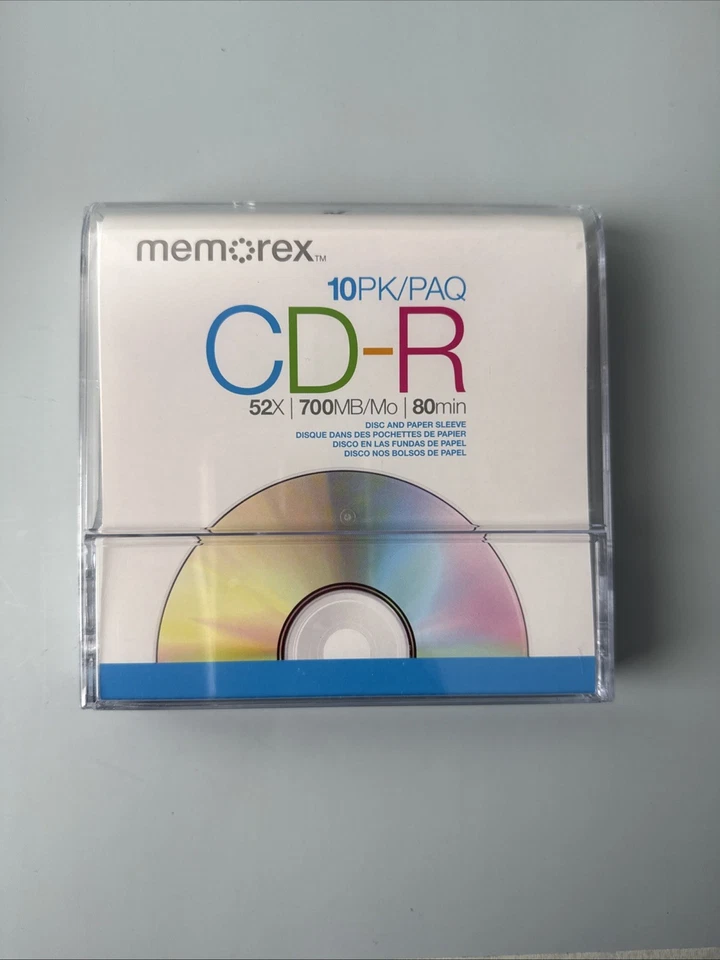 memorex™
10PK/PAQ
CD-R
52X | 700MB/Mo | 80min
DISC AND PAPER SLEEVE
DISQUE DANS DES POCHETTES DE PAPIER
DISCO EN LAS FUNDAS DE PAPEL
DISCO NOS BOLSOS DE PAPEL